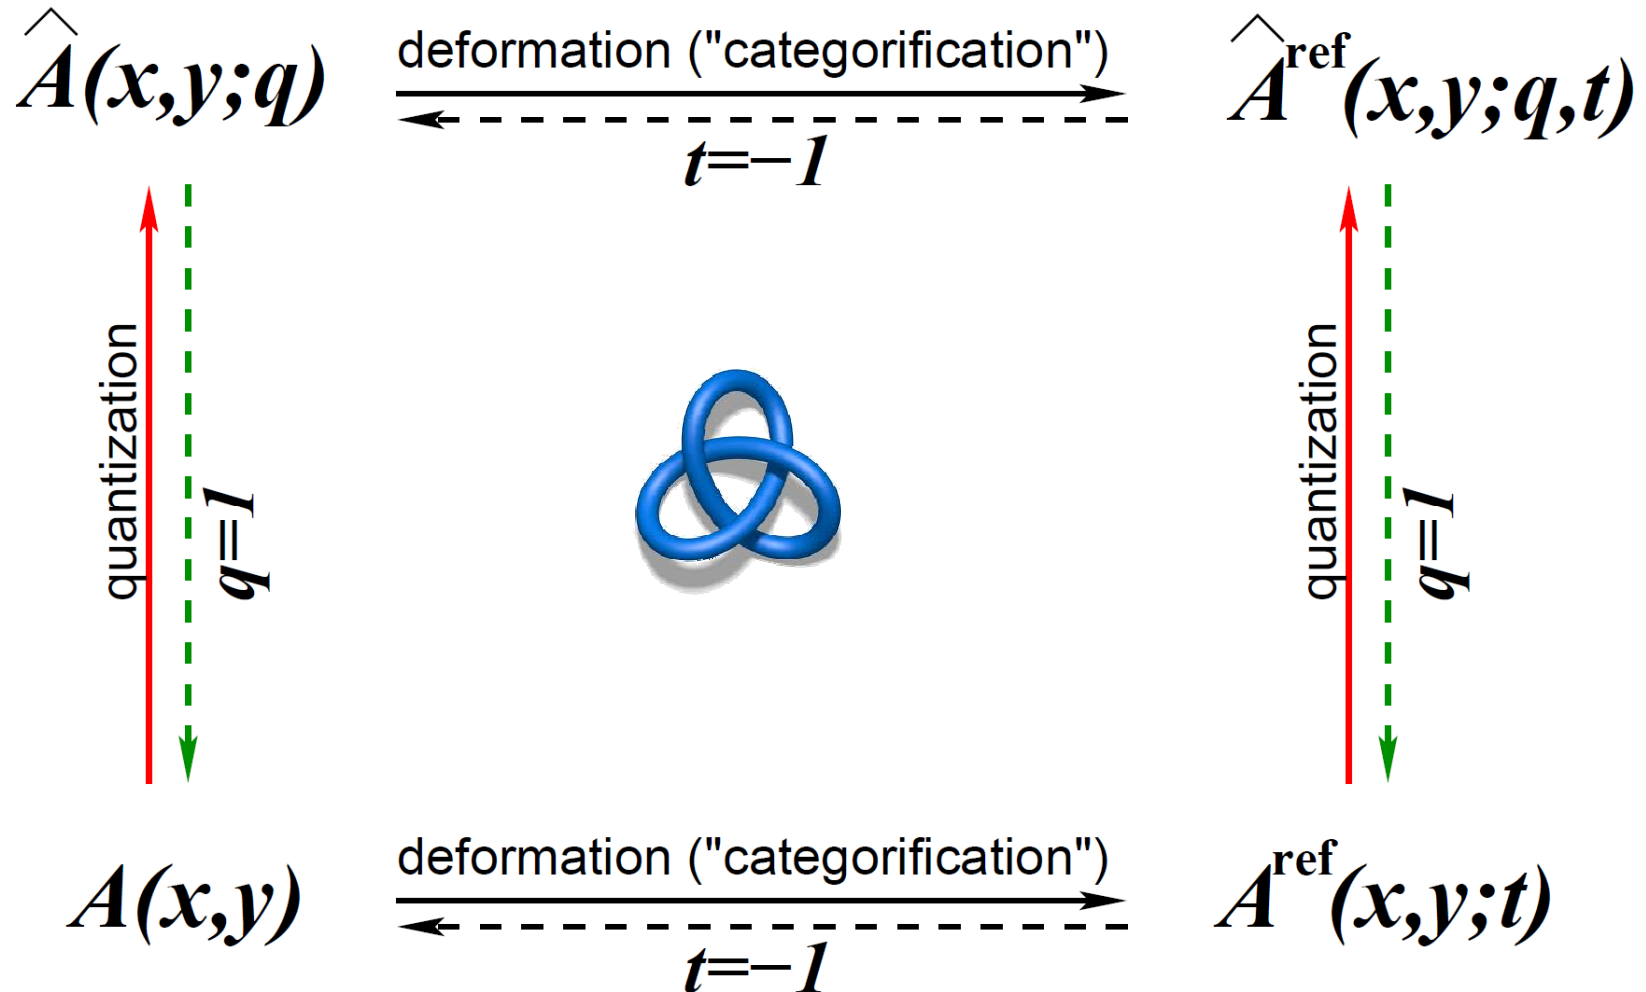 Â(x,y;q)
deformation ("categorification")
Â^ref(x,y;q,t)
t=−1
quantization
q=1
quantization
q=1
A(x,y)
deformation ("categorification")
A^ref(x,y;t)
t=−1